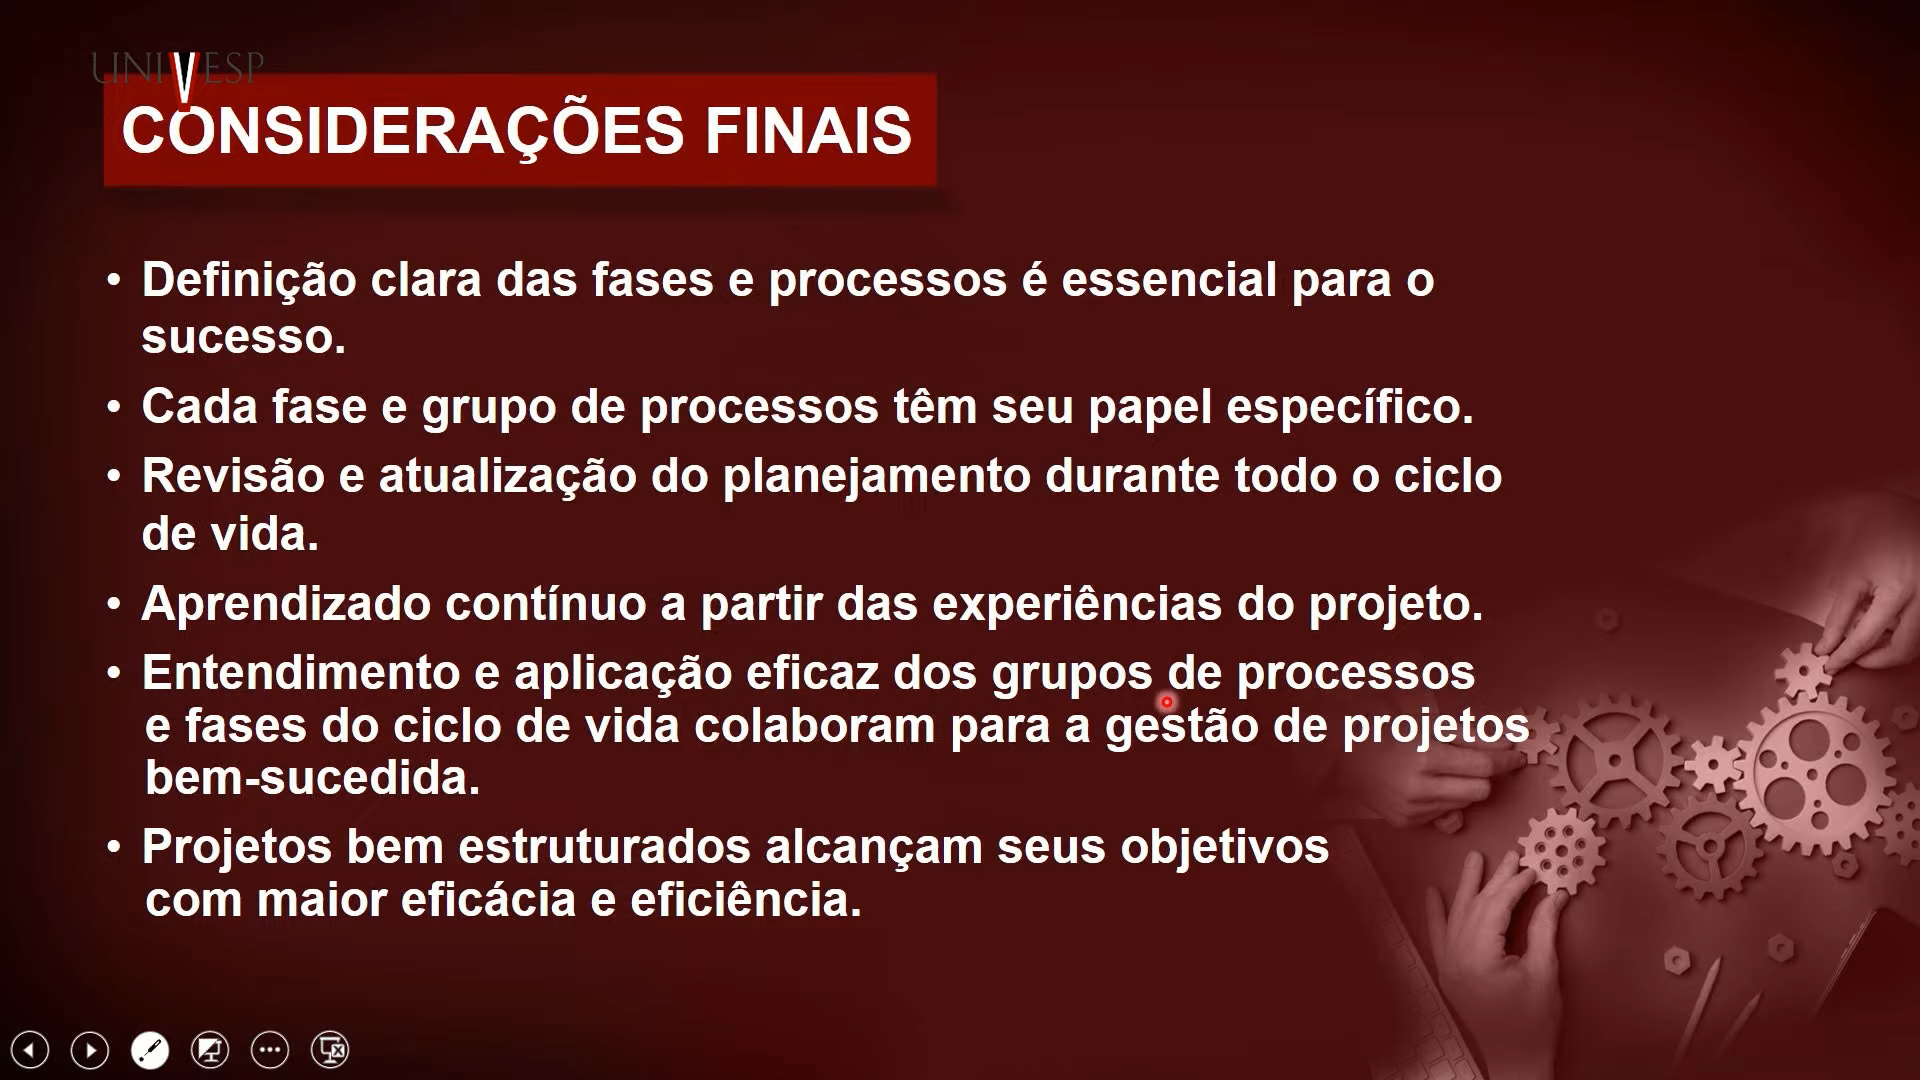 UNIVESP
CONSIDERAÇÕES FINAIS
• Definição clara das fases e processos é essencial para o
sucesso.
• Cada fase e grupo de processos têm seu papel específico.
• Revisão e atualização do planejamento durante todo o ciclo
de vida.
• Aprendizado contínuo a partir das experiências do projeto.
• Entendimento e aplicação eficaz dos grupos de processos
e fases do ciclo de vida colaboram para a gestão de projetos
bem-sucedida.
• Projetos bem estruturados alcançam seus objetivos
com maior eficácia e eficiência.